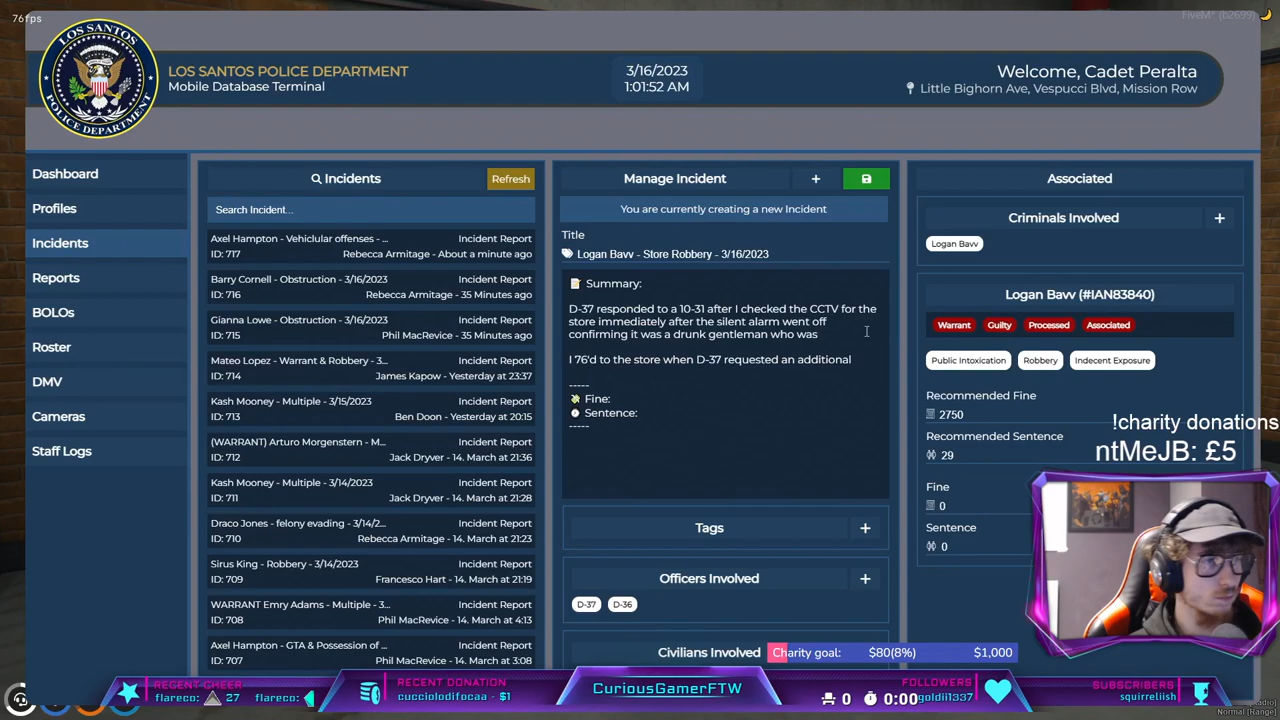 76fps
FiveM* (b2699)
LOS SANTOS
POLICE DEPARTMENT
LOS SANTOS POLICE DEPARTMENT
Mobile Database Terminal
3/16/2023
1:01:52 AM
Welcome, Cadet Peralta
Little Bighorn Ave, Vespucci Blvd, Mission Row
Dashboard
Profiles
Incidents
Reports
BOLOs
Roster
DMV
Cameras
Staff Logs
Incidents
Refresh
Search Incident...
Axel Hampton - Vehiclular offenses - ... Incident Report
ID: 717 Rebecca Armitage - About a minute ago
Barry Cornell - Obstruction - 3/16/2023 Incident Report
ID: 716 Rebecca Armitage - 35 Minutes ago
Gianna Lowe - Obstruction - 3/16/2023 Incident Report
ID: 715 Phil MacRevice - 35 Minutes ago
Mateo Lopez - Warrant & Robbery - 3... Incident Report
ID: 714 James Kapow - Yesterday at 23:37
Kash Mooney - Multiple - 3/15/2023 Incident Report
ID: 713 Ben Doon - Yesterday at 20:15
(WARRANT) Arturo Morgenstern - M... Incident Report
ID: 712 Jack Dryver - 14. March at 21:36
Kash Mooney - Multiple - 3/14/2023 Incident Report
ID: 711 Jack Dryver - 14. March at 21:28
Draco Jones - felony evading - 3/14/2... Incident Report
ID: 710 Rebecca Armitage - 14. March at 21:23
Sirus King - Robbery - 3/14/2023 Incident Report
ID: 709 Francesco Hart - 14. March at 21:19
WARRANT Emry Adams - Multiple - 3... Incident Report
ID: 708 Phil MacRevice - 14. March at 4:13
Axel Hampton - GTA & Possession of ... Incident Report
ID: 707 Phil MacRevice - 14. March at 3:08
Manage Incident +
You are currently creating a new Incident
Title
Logan Bavv - Store Robbery - 3/16/2023
Summary:
D-37 responded to a 10-31 after I checked the CCTV for the
store immediately after the silent alarm went off
confirming it was a drunk gentleman who was
I 76'd to the store when D-37 requested an additional
-----
Fine:
Sentence:
-----
Tags +
Officers Involved +
D-37 D-36
Civilians Involved
Associated
Criminals Involved +
Logan Bavv
Logan Bavv (#IAN83840)
Warrant Guilty Processed Associated
Public Intoxication Robbery Indecent Exposure
Recommended Fine
2750
Recommended Sentence
29
Fine
0
Sentence
0
!charity donations
ntMeJB: £5
Charity goal: $80(8%) $1,000
RECENT CHEER
flareco: 27 flareco:
RECENT DONATION
cucciolodifocaa - $1
CuriousGamerFTW
0 0:00
FOLLOWERS
goldii1337
SUBSCRIBERS
squirreliish
Radio
Normal [Range]